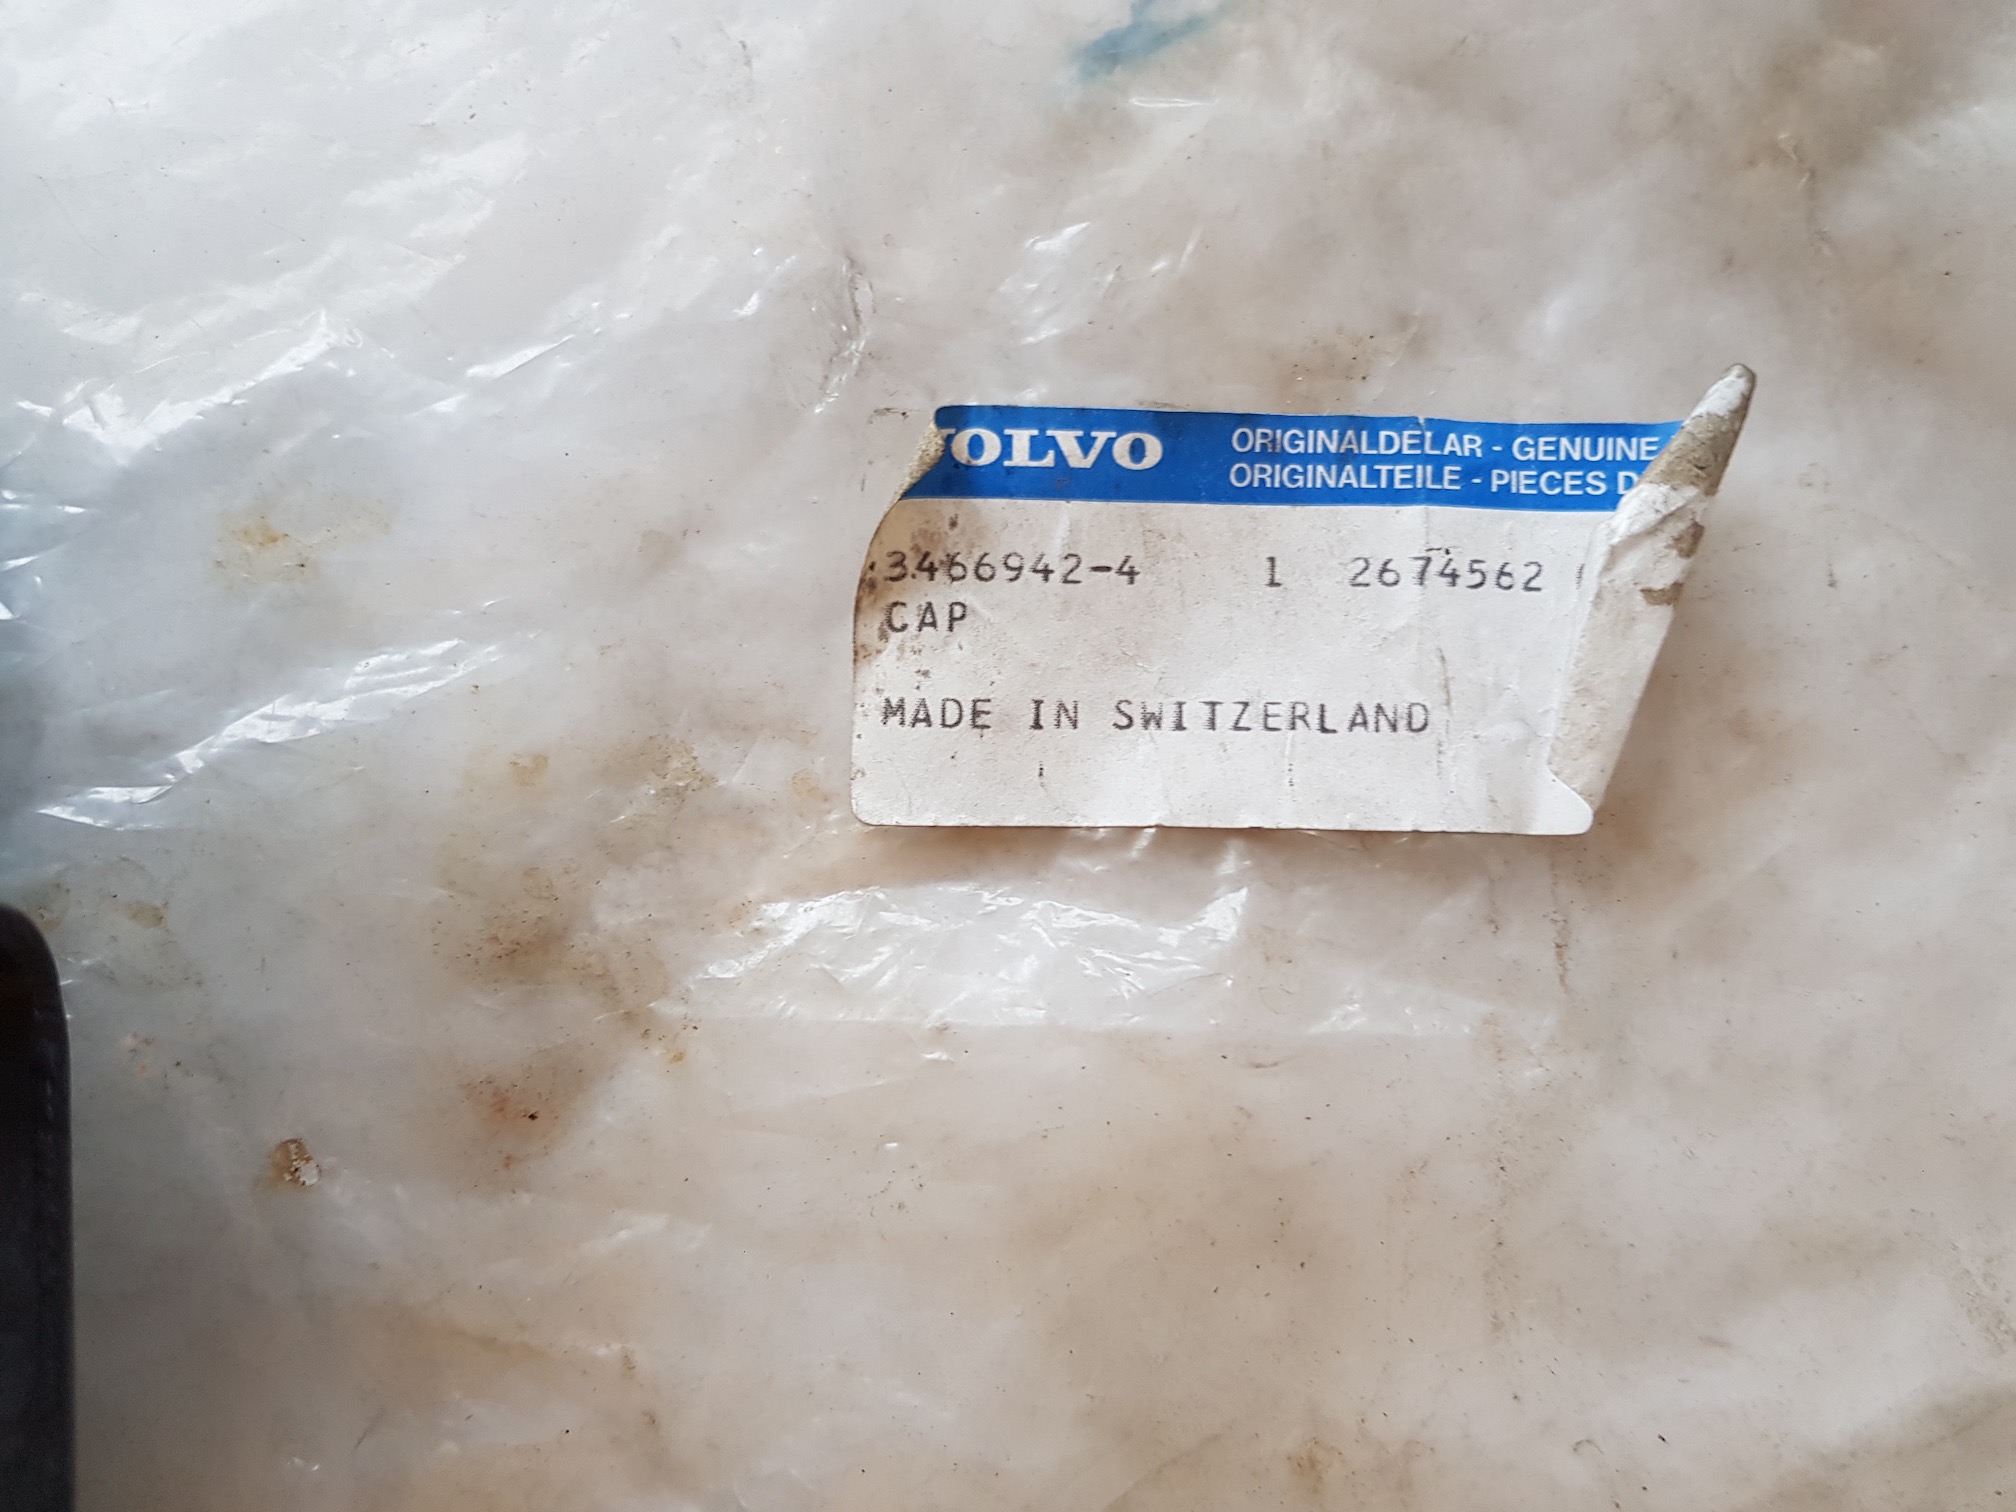 VOLVO
ORIGINALDELAR - GENUINE
ORIGINALTEILE - PIECES
3466942-4 1 2674562
CAP
MADE IN SWITZERLAND